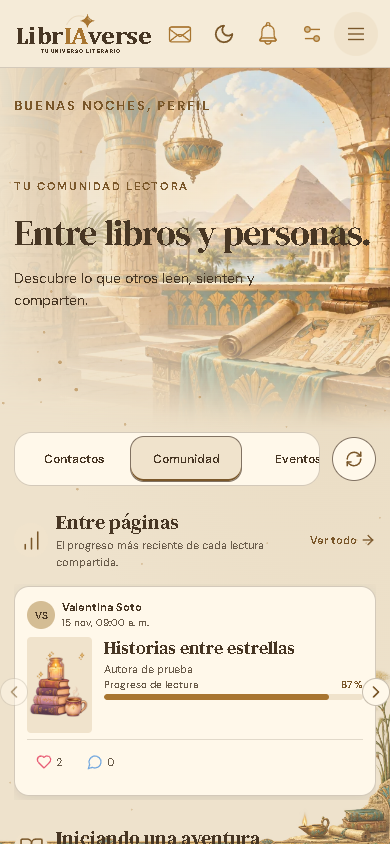 LibrIAverse
TU UNIVERSO LITERARIO
BUENAS NOCHES, PERFIL
TU COMUNIDAD LECTORA
Entre libros y personas.
Descubre lo que otros leen, sienten y
comparten.
Contactos
Comunidad
Eventos
Entre páginas
El progreso más reciente de cada lectura
compartida.
Ver todo
VS
Valentina Soto
15 nov, 09:00 a. m.
Historias entre estrellas
Autora de prueba
Progreso de lectura
87%
2
0
Iniciando una aventura